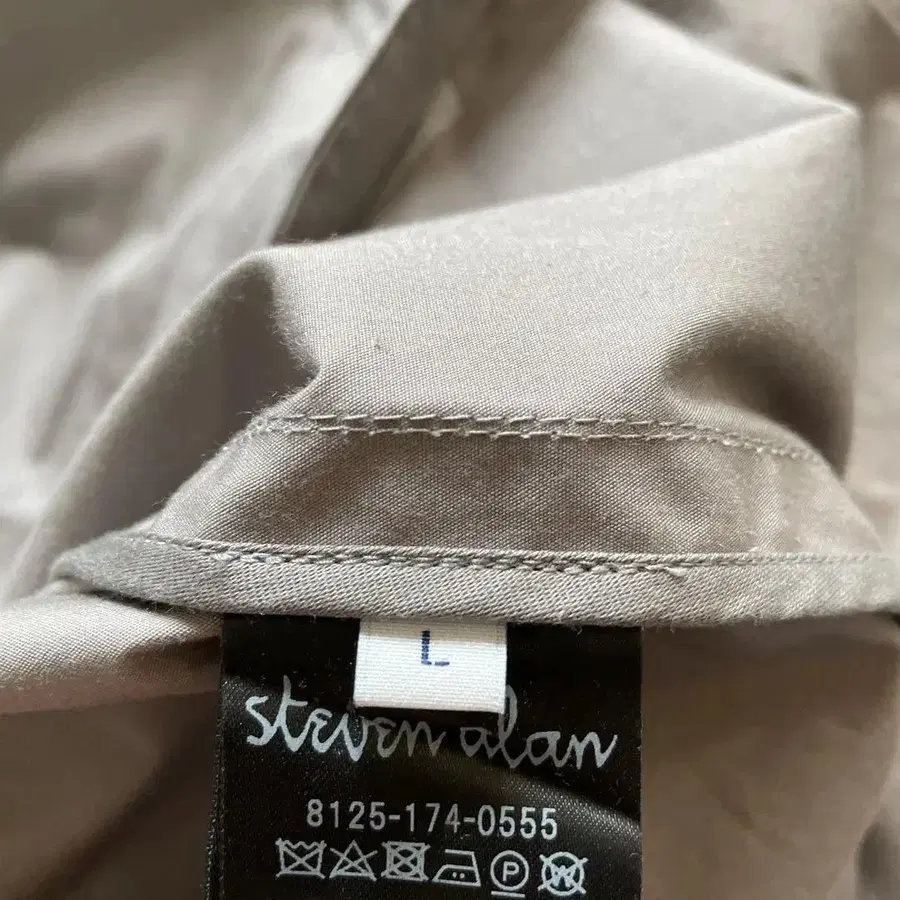 L
steven alan
8125-174-0555
P W